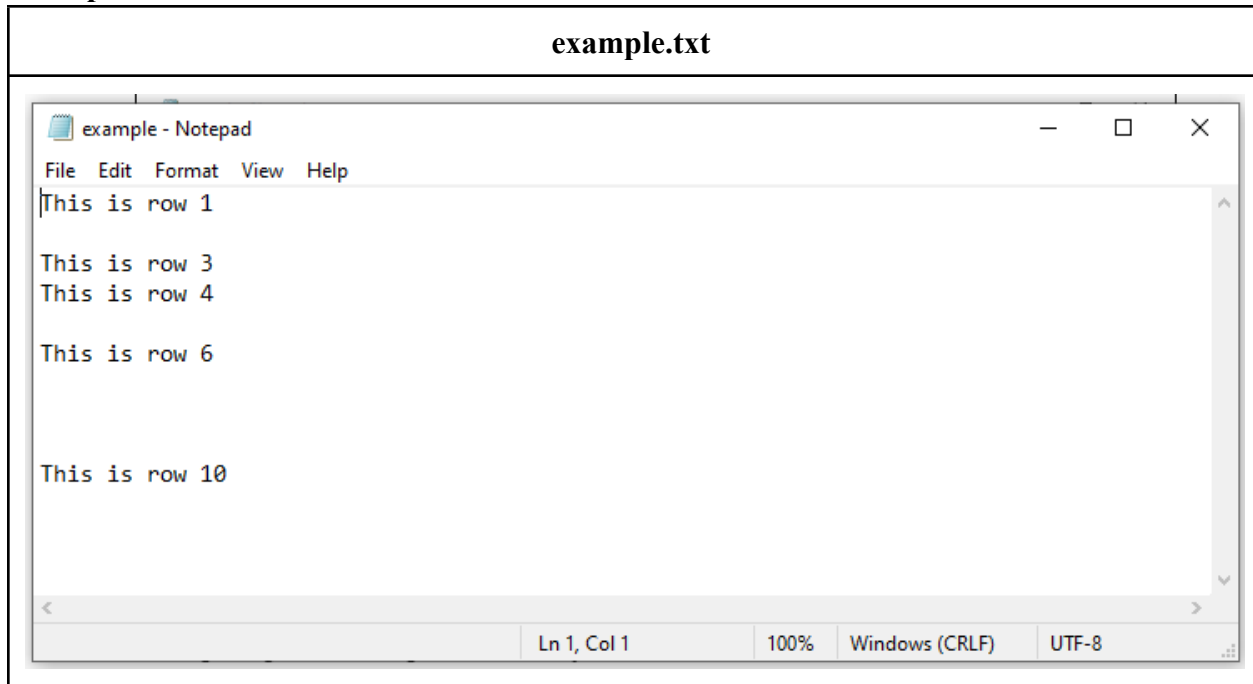 example.txt
example - Notepad
File Edit Format View Help
This is row 1
This is row 3
This is row 4
This is row 6
This is row 10
Ln 1, Col 1 100% Windows (CRLF) UTF-8